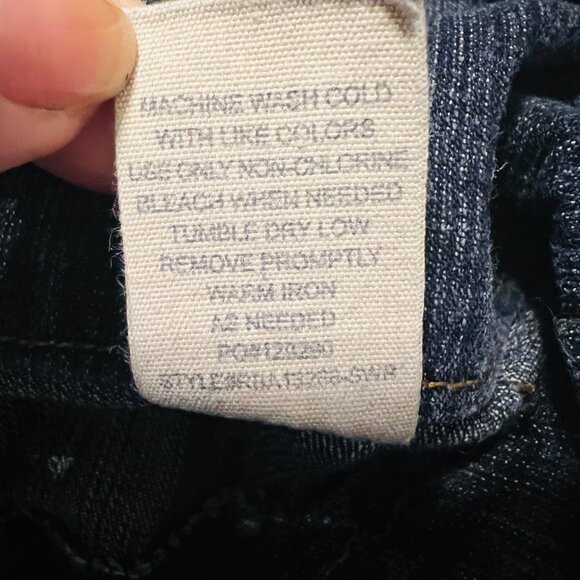 MACHINE WASH COLD
WITH LIKE COLORS
USE ONLY NON-CHLORINE
BLEACH WHEN NEEDED
TUMBLE DRY LOW
REMOVE PROMPTLY
WARM IRON
AS NEEDED